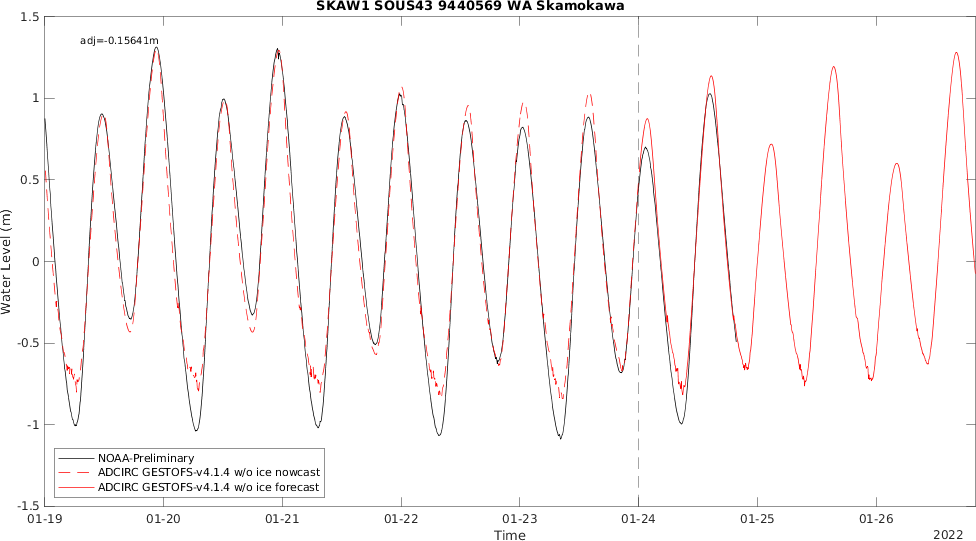 SKAW1 SOUS43 9440569 WA Skamokawa
adj=-0.15641m
1.5
1
0.5
0
-0.5
-1
-1.5
Water Level (m)
NOAA-Preliminary
ADCIRC GESTOFS-v4.1.4 w/o ice nowcast
ADCIRC GESTOFS-v4.1.4 w/o ice forecast
01-19 01-20 01-21 01-22 01-23 01-24 01-25 01-26
Time
2022